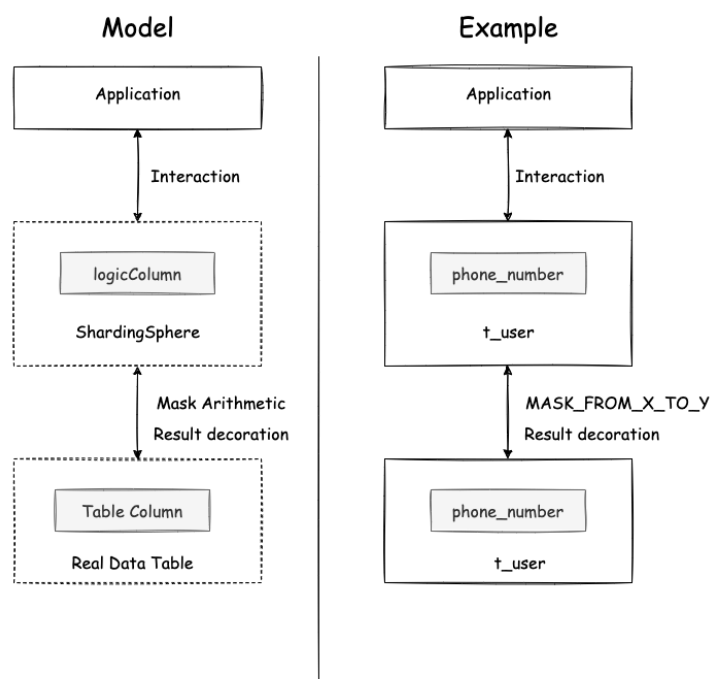 Model
Application
Interaction
logicColumn
ShardingSphere
Mask Arithmetic
Result decoration
Table Column
Real Data Table
Example
Application
Interaction
phone_number
t_user
MASK_FROM_X_TO_Y
Result decoration
phone_number
t_user